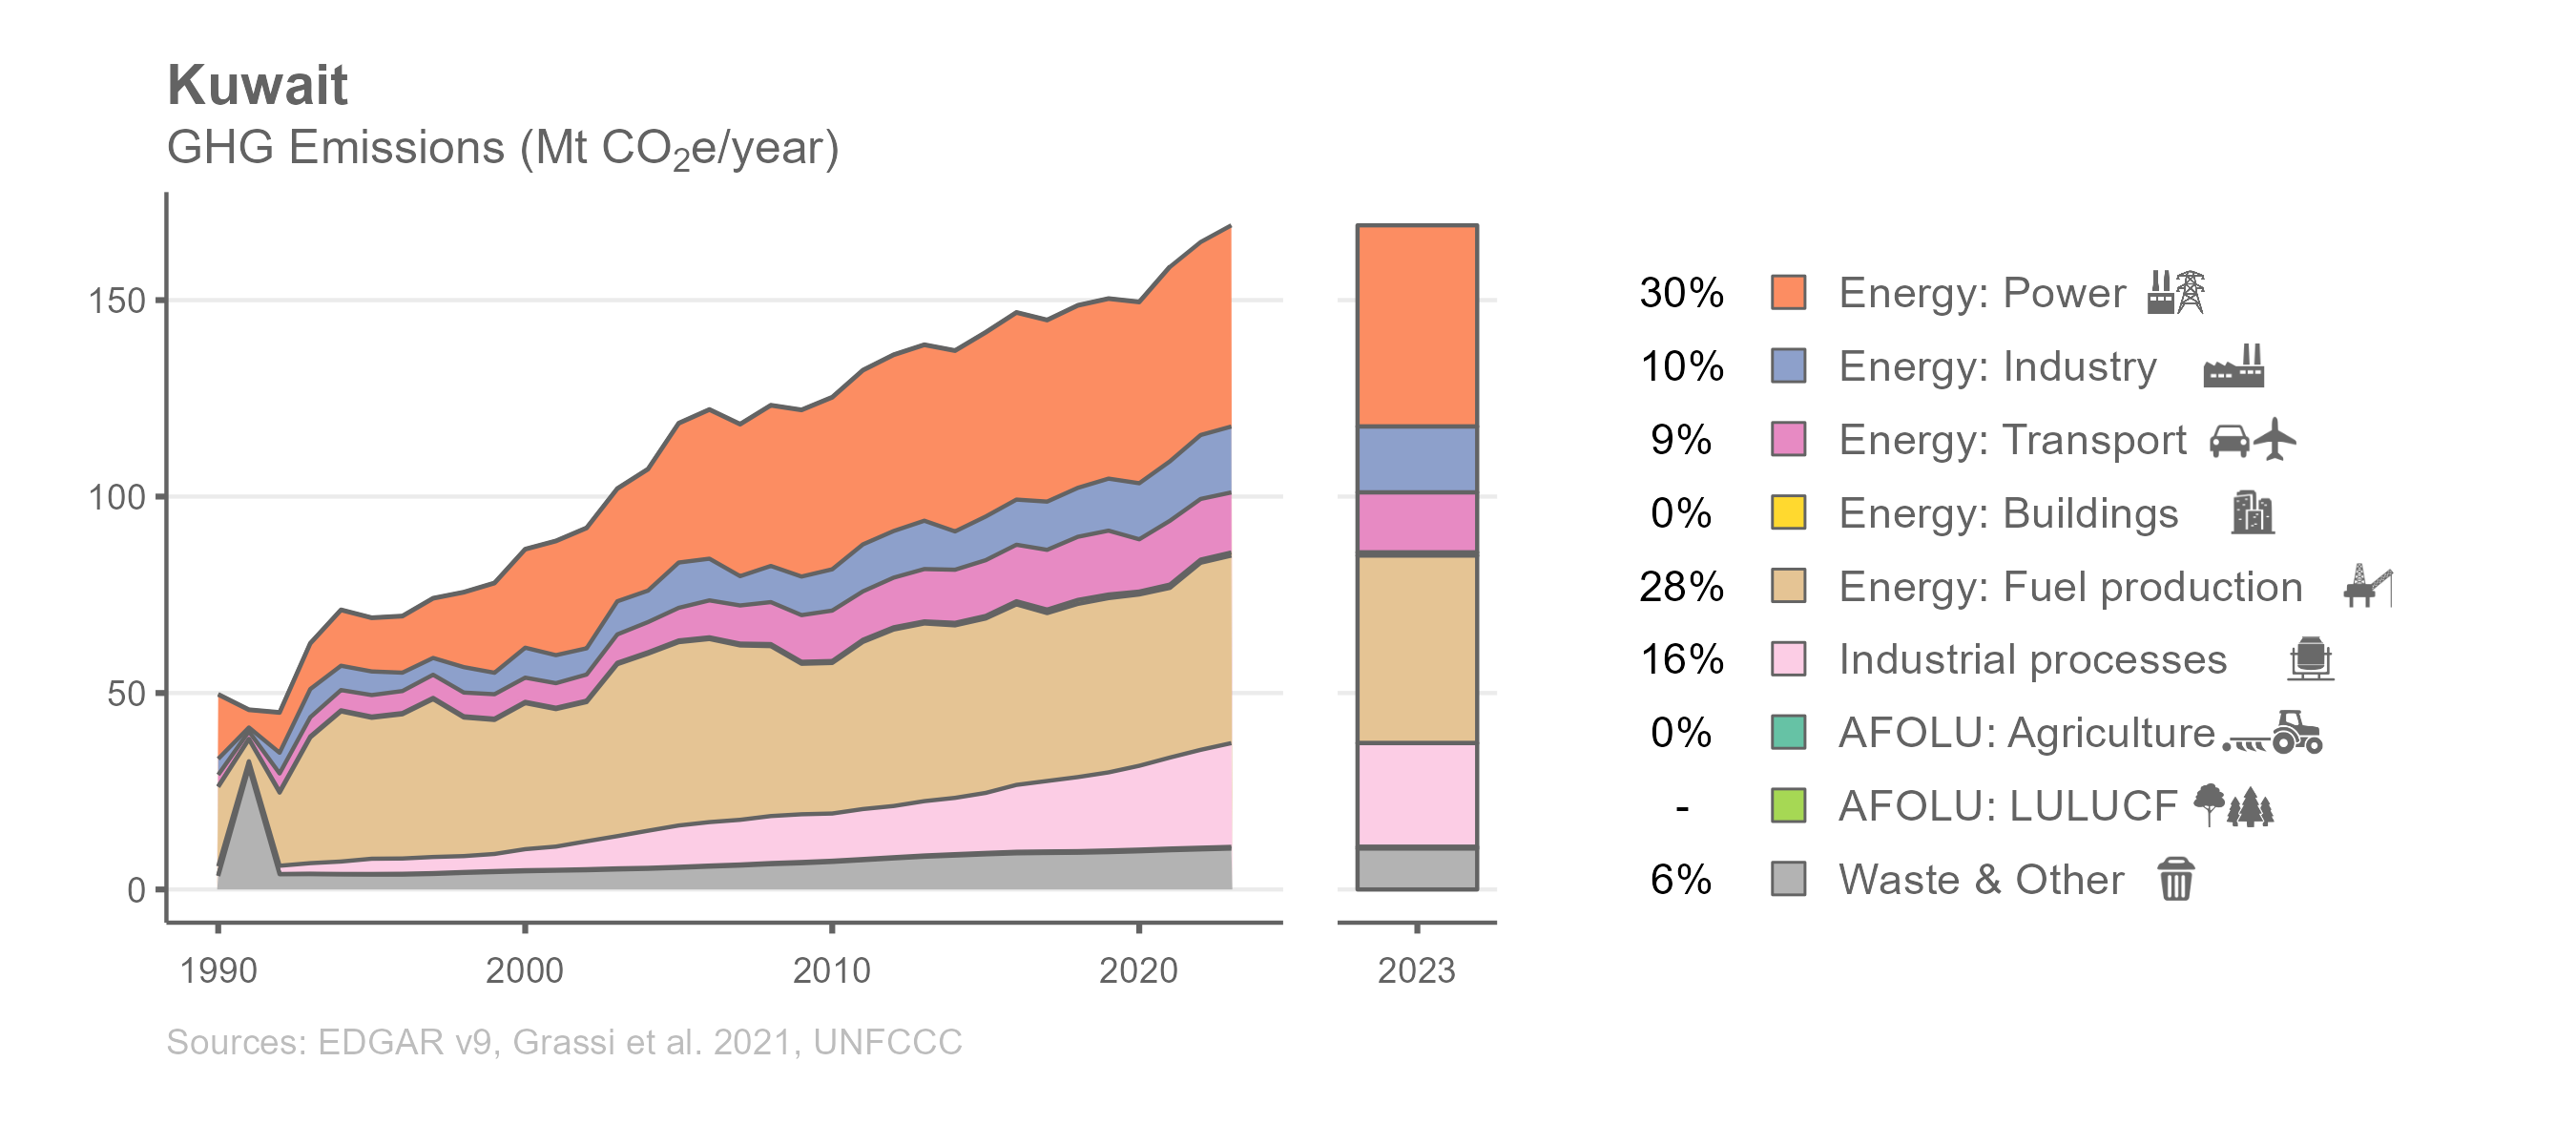 Kuwait
GHG Emissions (Mt CO₂e/year)
150
100
50
0
1990 2000 2010 2020 2023
30% Energy: Power
10% Energy: Industry
9% Energy: Transport
0% Energy: Buildings
28% Energy: Fuel production
16% Industrial processes
0% AFOLU: Agriculture
- AFOLU: LULUCF
6% Waste & Other
Sources: EDGAR v9, Grassi et al. 2021, UNFCCC